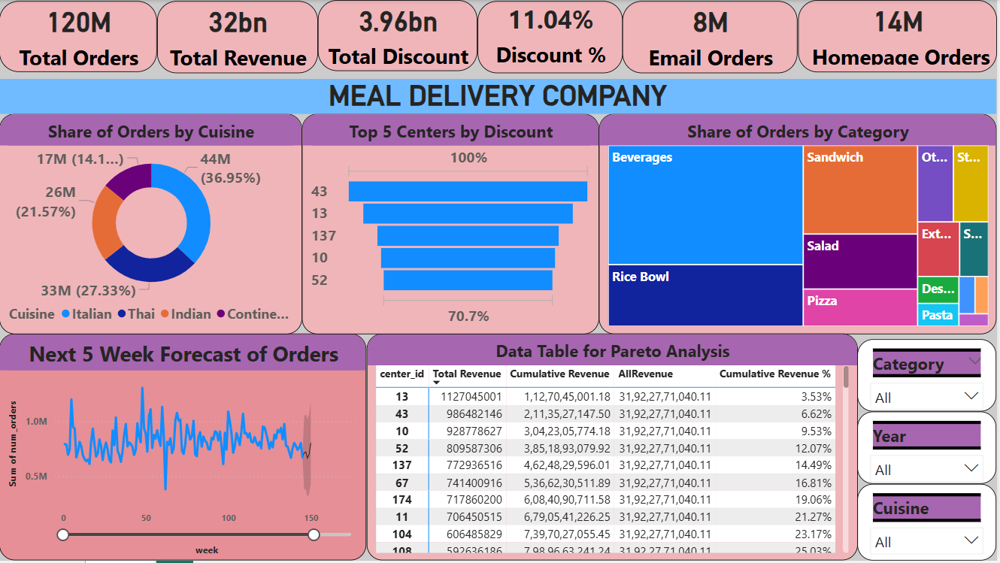 120M
Total Orders
32bn
Total Revenue
3.96bn
Total Discount
11.04%
Discount %
8M
Email Orders
14M
Homepage Orders
MEAL DELIVERY COMPANY
Share of Orders by Cuisine
17M (14.1...)
44M
(36.95%)
26M
(21.57%)
33M (27.33%)
Cuisine Italian Thai Indian Contine...
Top 5 Centers by Discount
100%
43
13
137
10
52
70.7%
Share of Orders by Category
Beverages
Rice Bowl
Sandwich
Salad
Pizza
Ot...
St...
Ext...
S...
Des...
Pasta
Next 5 Week Forecast of Orders
Sum of num_orders
1.0M
0.5M
0 50 100 150
week
Data Table for Pareto Analysis
center_id Total Revenue Cumulative Revenue AllRevenue Cumulative Revenue %
13 1127045001 1,12,70,45,001.18 31,92,27,71,040.11 3.53%
43 986482146 2,11,35,27,147.50 31,92,27,71,040.11 6.62%
10 928778627 3,04,23,05,774.18 31,92,27,71,040.11 9.53%
52 809587306 3,85,18,93,079.92 31,92,27,71,040.11 12.07%
137 772936516 4,62,48,29,596.01 31,92,27,71,040.11 14.49%
67 741400916 5,36,62,30,511.89 31,92,27,71,040.11 16.81%
174 717860200 6,08,40,90,711.58 31,92,27,71,040.11 19.06%
11 706450515 6,79,05,41,226.25 31,92,27,71,040.11 21.27%
104 606485829 7,39,70,27,055.45 31,92,27,71,040.11 23.17%
108 592636186 7,98,96,63,241.24 31,92,27,71,040.11 25.03%
Category
All
Year
All
Cuisine
All